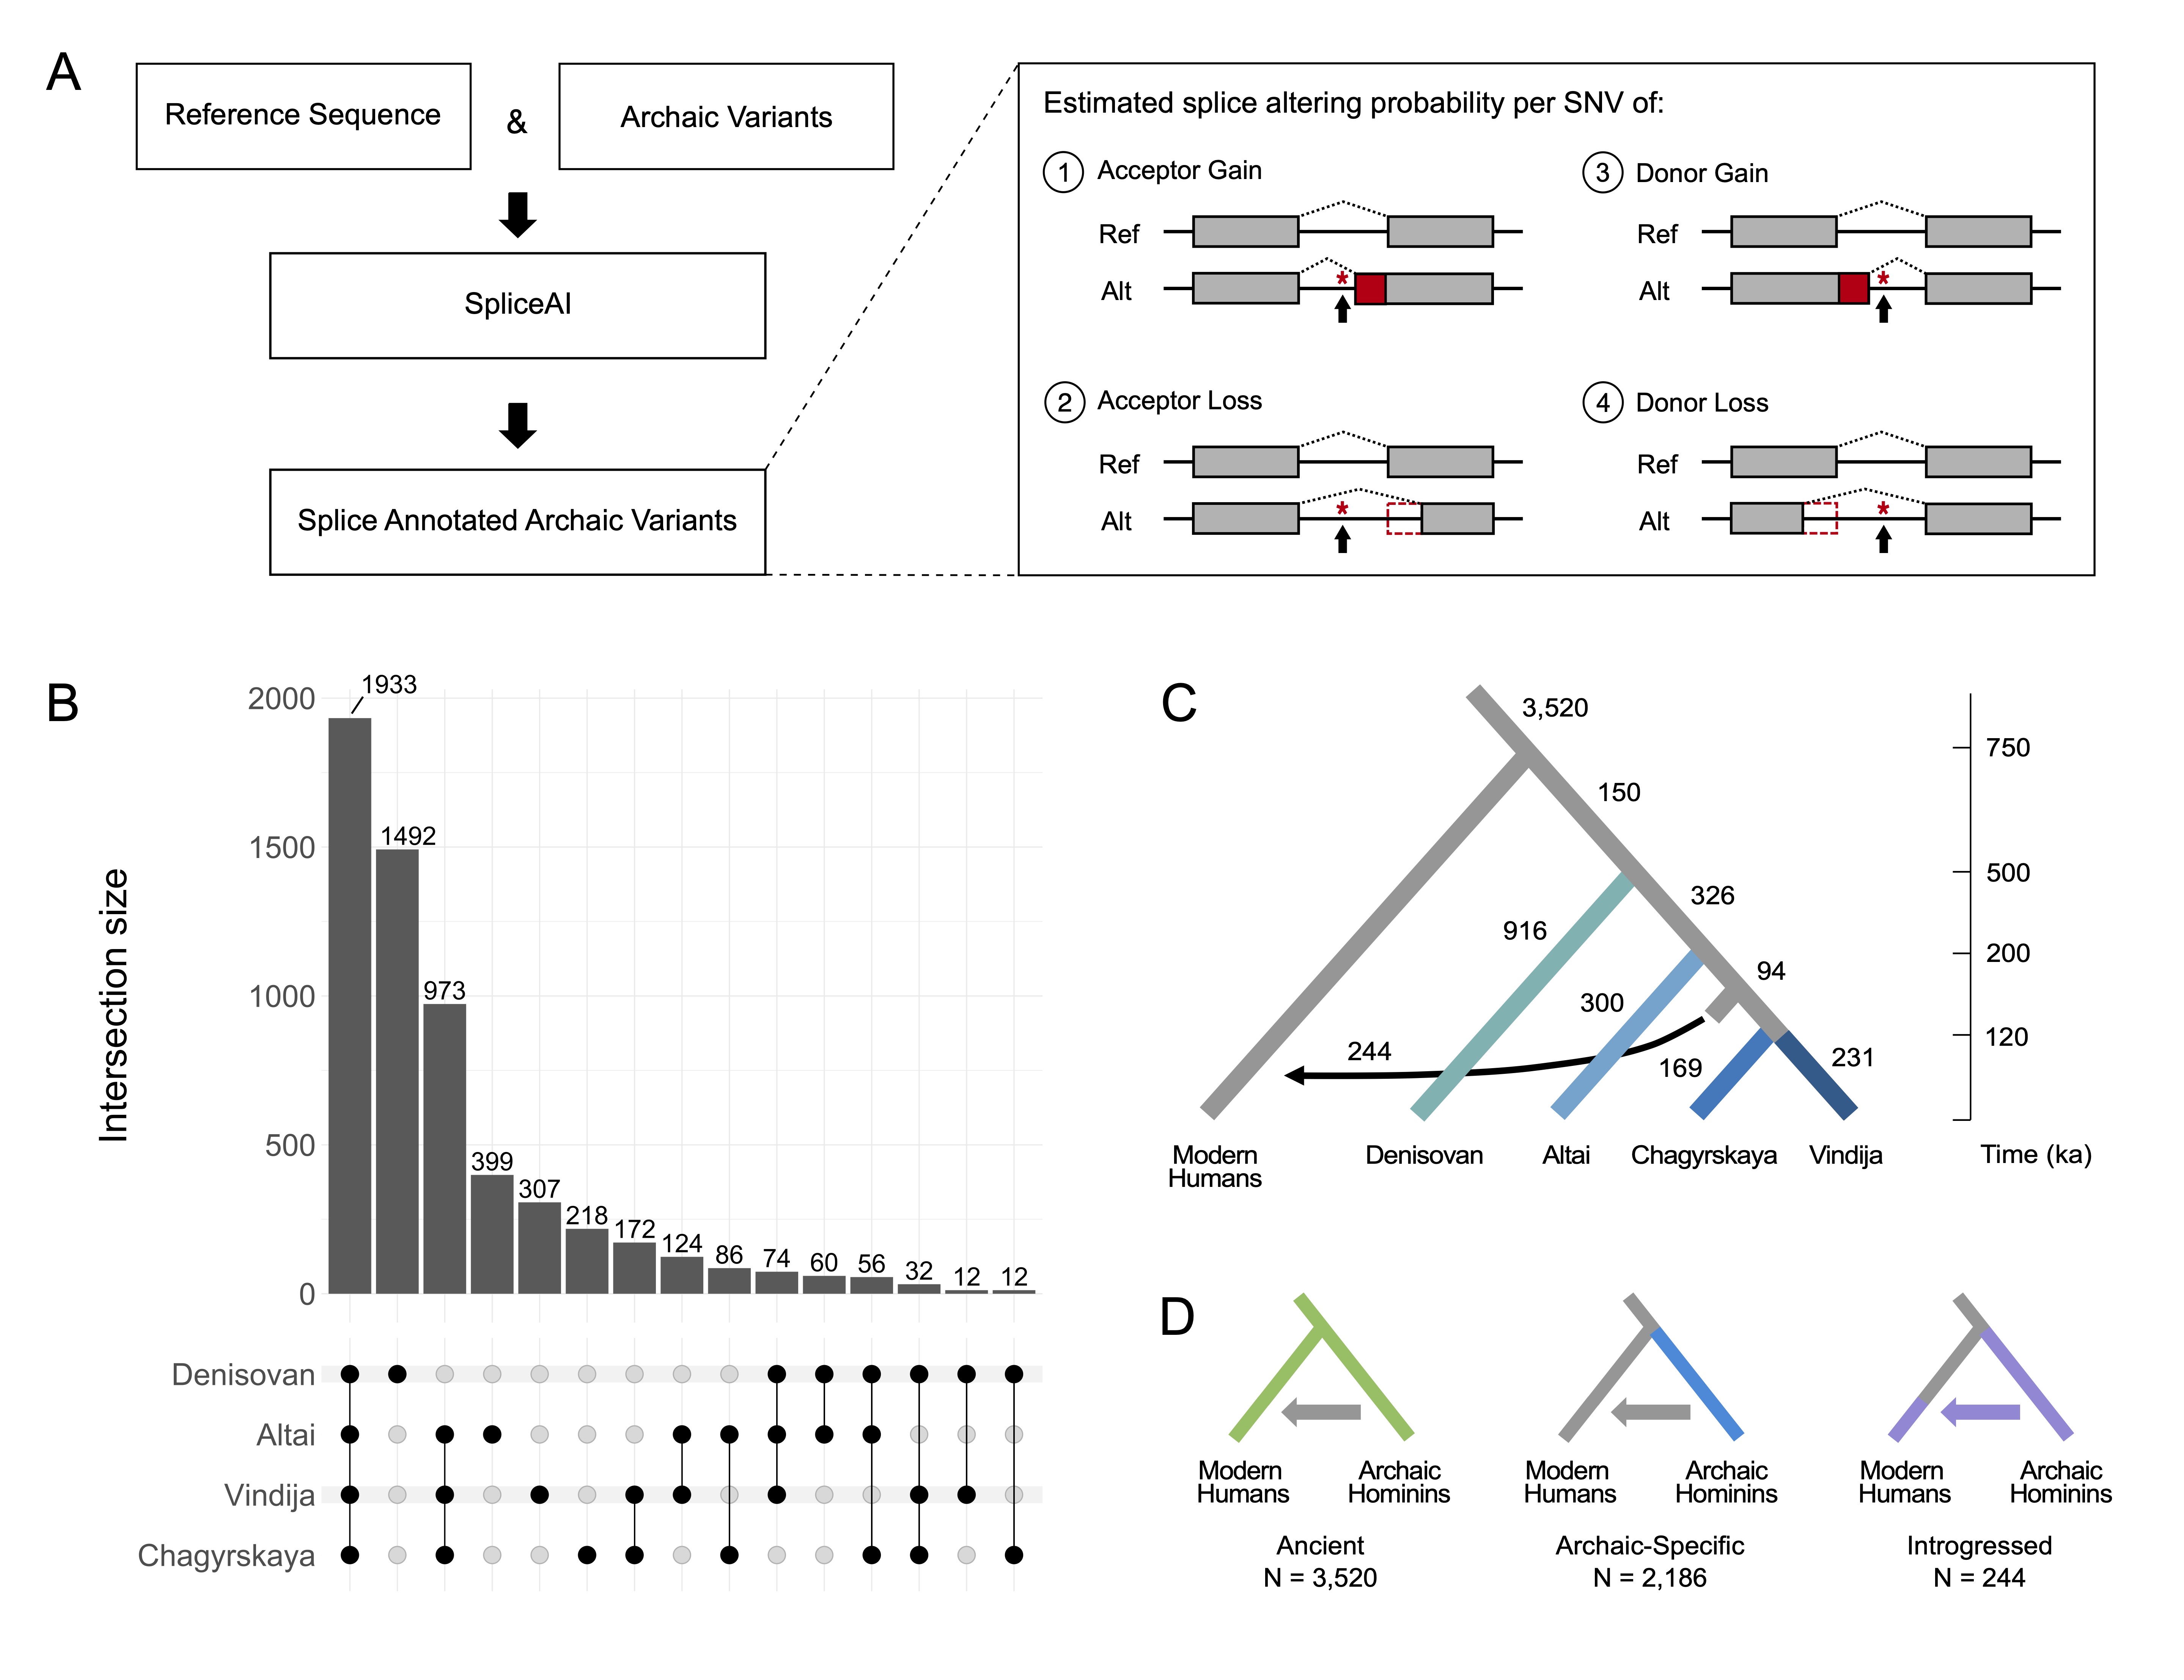 A
Reference Sequence
&
Archaic Variants
SpliceAI
Splice Annotated Archaic Variants
Estimated splice altering probability per SNV of:
1 Acceptor Gain
Ref
Alt
*
3 Donor Gain
Ref
Alt
*
2 Acceptor Loss
Ref
Alt
*
4 Donor Loss
Ref
Alt
*
B
Intersection size
2000
1500
1000
500
0
1933
1492
973
399
307
218
172
124
86
74
60
56
32
12
12
Denisovan
Altai
Vindija
Chagyrskaya
C
3,520
150
326
916
94
300
244
169
231
750
500
200
120
Modern
Humans
Denisovan
Altai
Chagyrskaya
Vindija
Time (ka)
D
Modern
Humans
Archaic
Hominins
Ancient
N = 3,520
Modern
Humans
Archaic
Hominins
Archaic-Specific
N = 2,186
Modern
Humans
Archaic
Hominins
Introgressed
N = 244